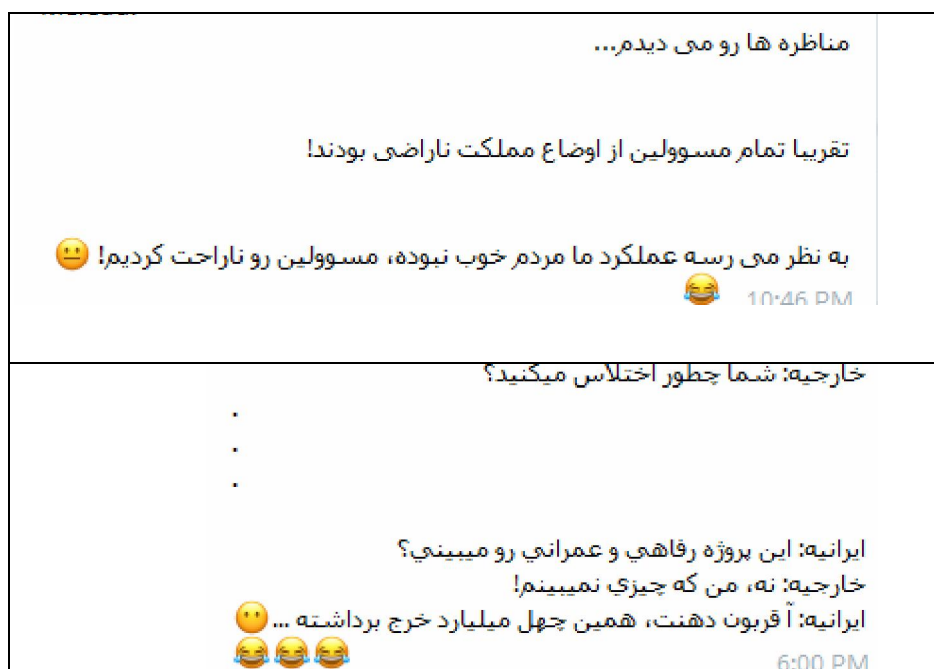 مناظره ها رو می دیدم...
تقریبا تمام مسوولین از اوضاع مملکت ناراضی بودند!
به نظر می رسه عملکرد ما مردم خوب نبوده، مسوولین رو ناراحت کردیم! 😐
😂 10:46 PM
خارجیه: شما چطور اختلاس میکنید؟
.
.
.
ایرانیه: این پروژه رفاهي و عمراني رو میبیني؟
خارجیه: نه، من که چیزي نمیبینم!
ایرانیه: آ قربون دهنت، همین چهل میلیارد خرج برداشته ... 😶
😂😂😂 6:00 PM